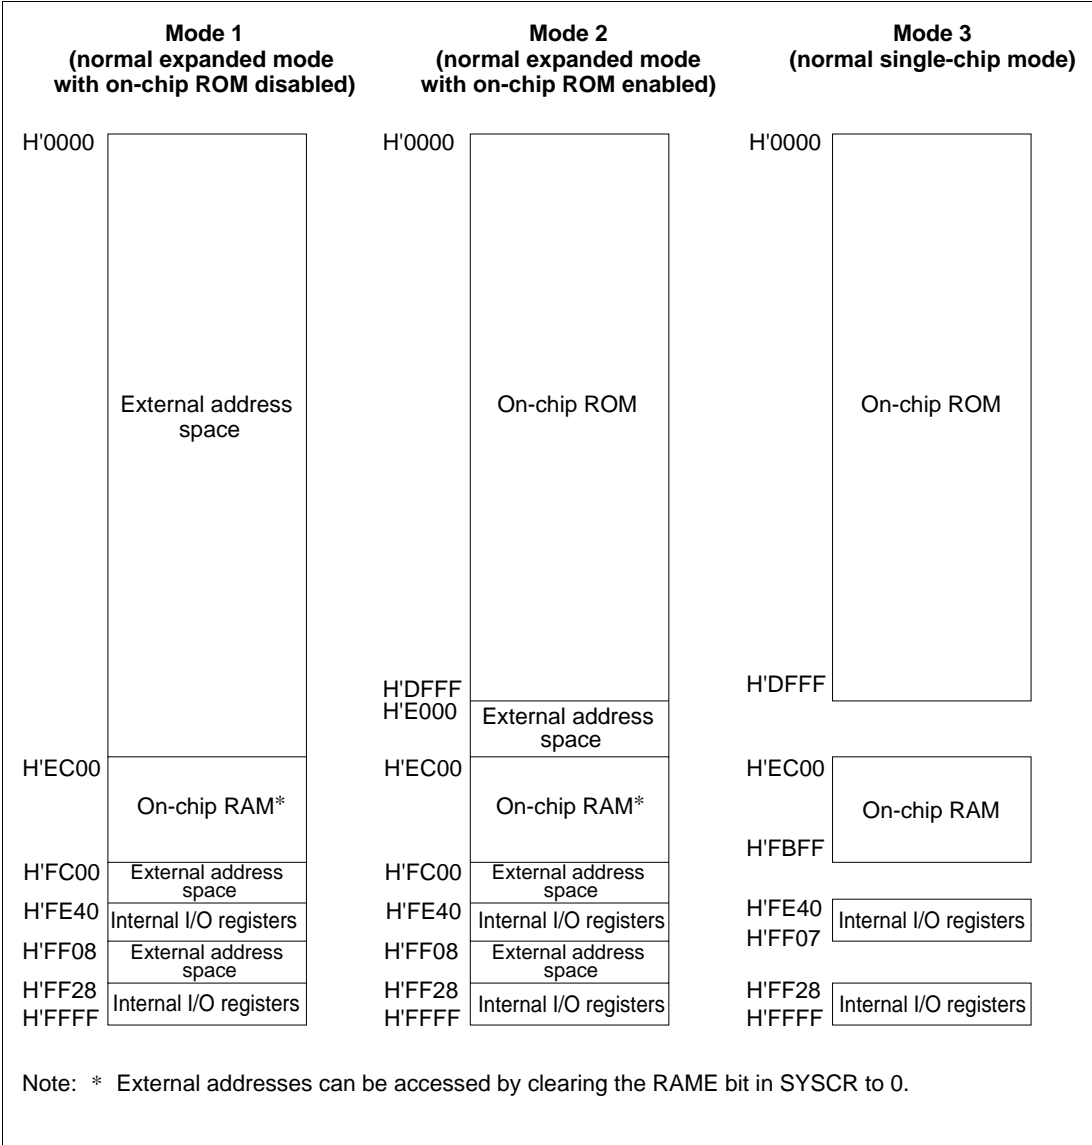 Mode 1
(normal expanded mode
with on-chip ROM disabled)
H'0000
External address
space
H'EC00
On-chip RAM*
H'FC00
External address
space
H'FE40
Internal I/O registers
H'FF08
External address
space
H'FF28
Internal I/O registers
H'FFFF
Mode 2
(normal expanded mode
with on-chip ROM enabled)
H'0000
On-chip ROM
H'DFFF
H'E000
External address
space
H'EC00
On-chip RAM*
H'FC00
External address
space
H'FE40
Internal I/O registers
H'FF08
External address
space
H'FF28
Internal I/O registers
H'FFFF
Mode 3
(normal single-chip mode)
H'0000
On-chip ROM
H'DFFF
H'EC00
On-chip RAM
H'FBFF
H'FE40
Internal I/O registers
H'FF07
H'FF28
Internal I/O registers
H'FFFF
Note: * External addresses can be accessed by clearing the RAME bit in SYSCR to 0.